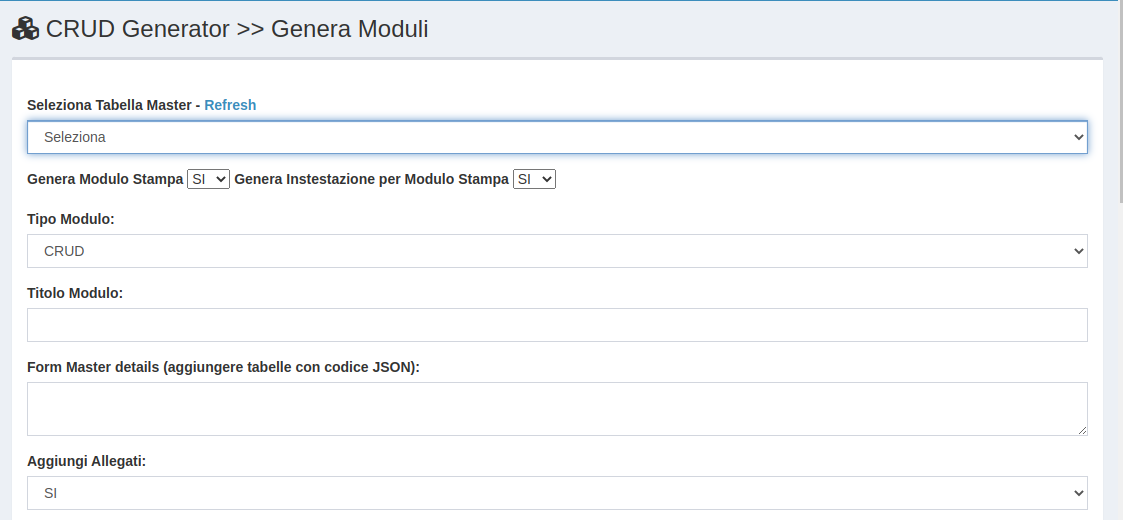 CRUD Generator >> Genera Moduli
Seleziona Tabella Master - Refresh
Seleziona
Genera Modulo Stampa SI Genera Instestazione per Modulo Stampa SI
Tipo Modulo:
CRUD
Titolo Modulo:
Form Master details (aggiungere tabelle con codice JSON):
Aggiungi Allegati:
SI